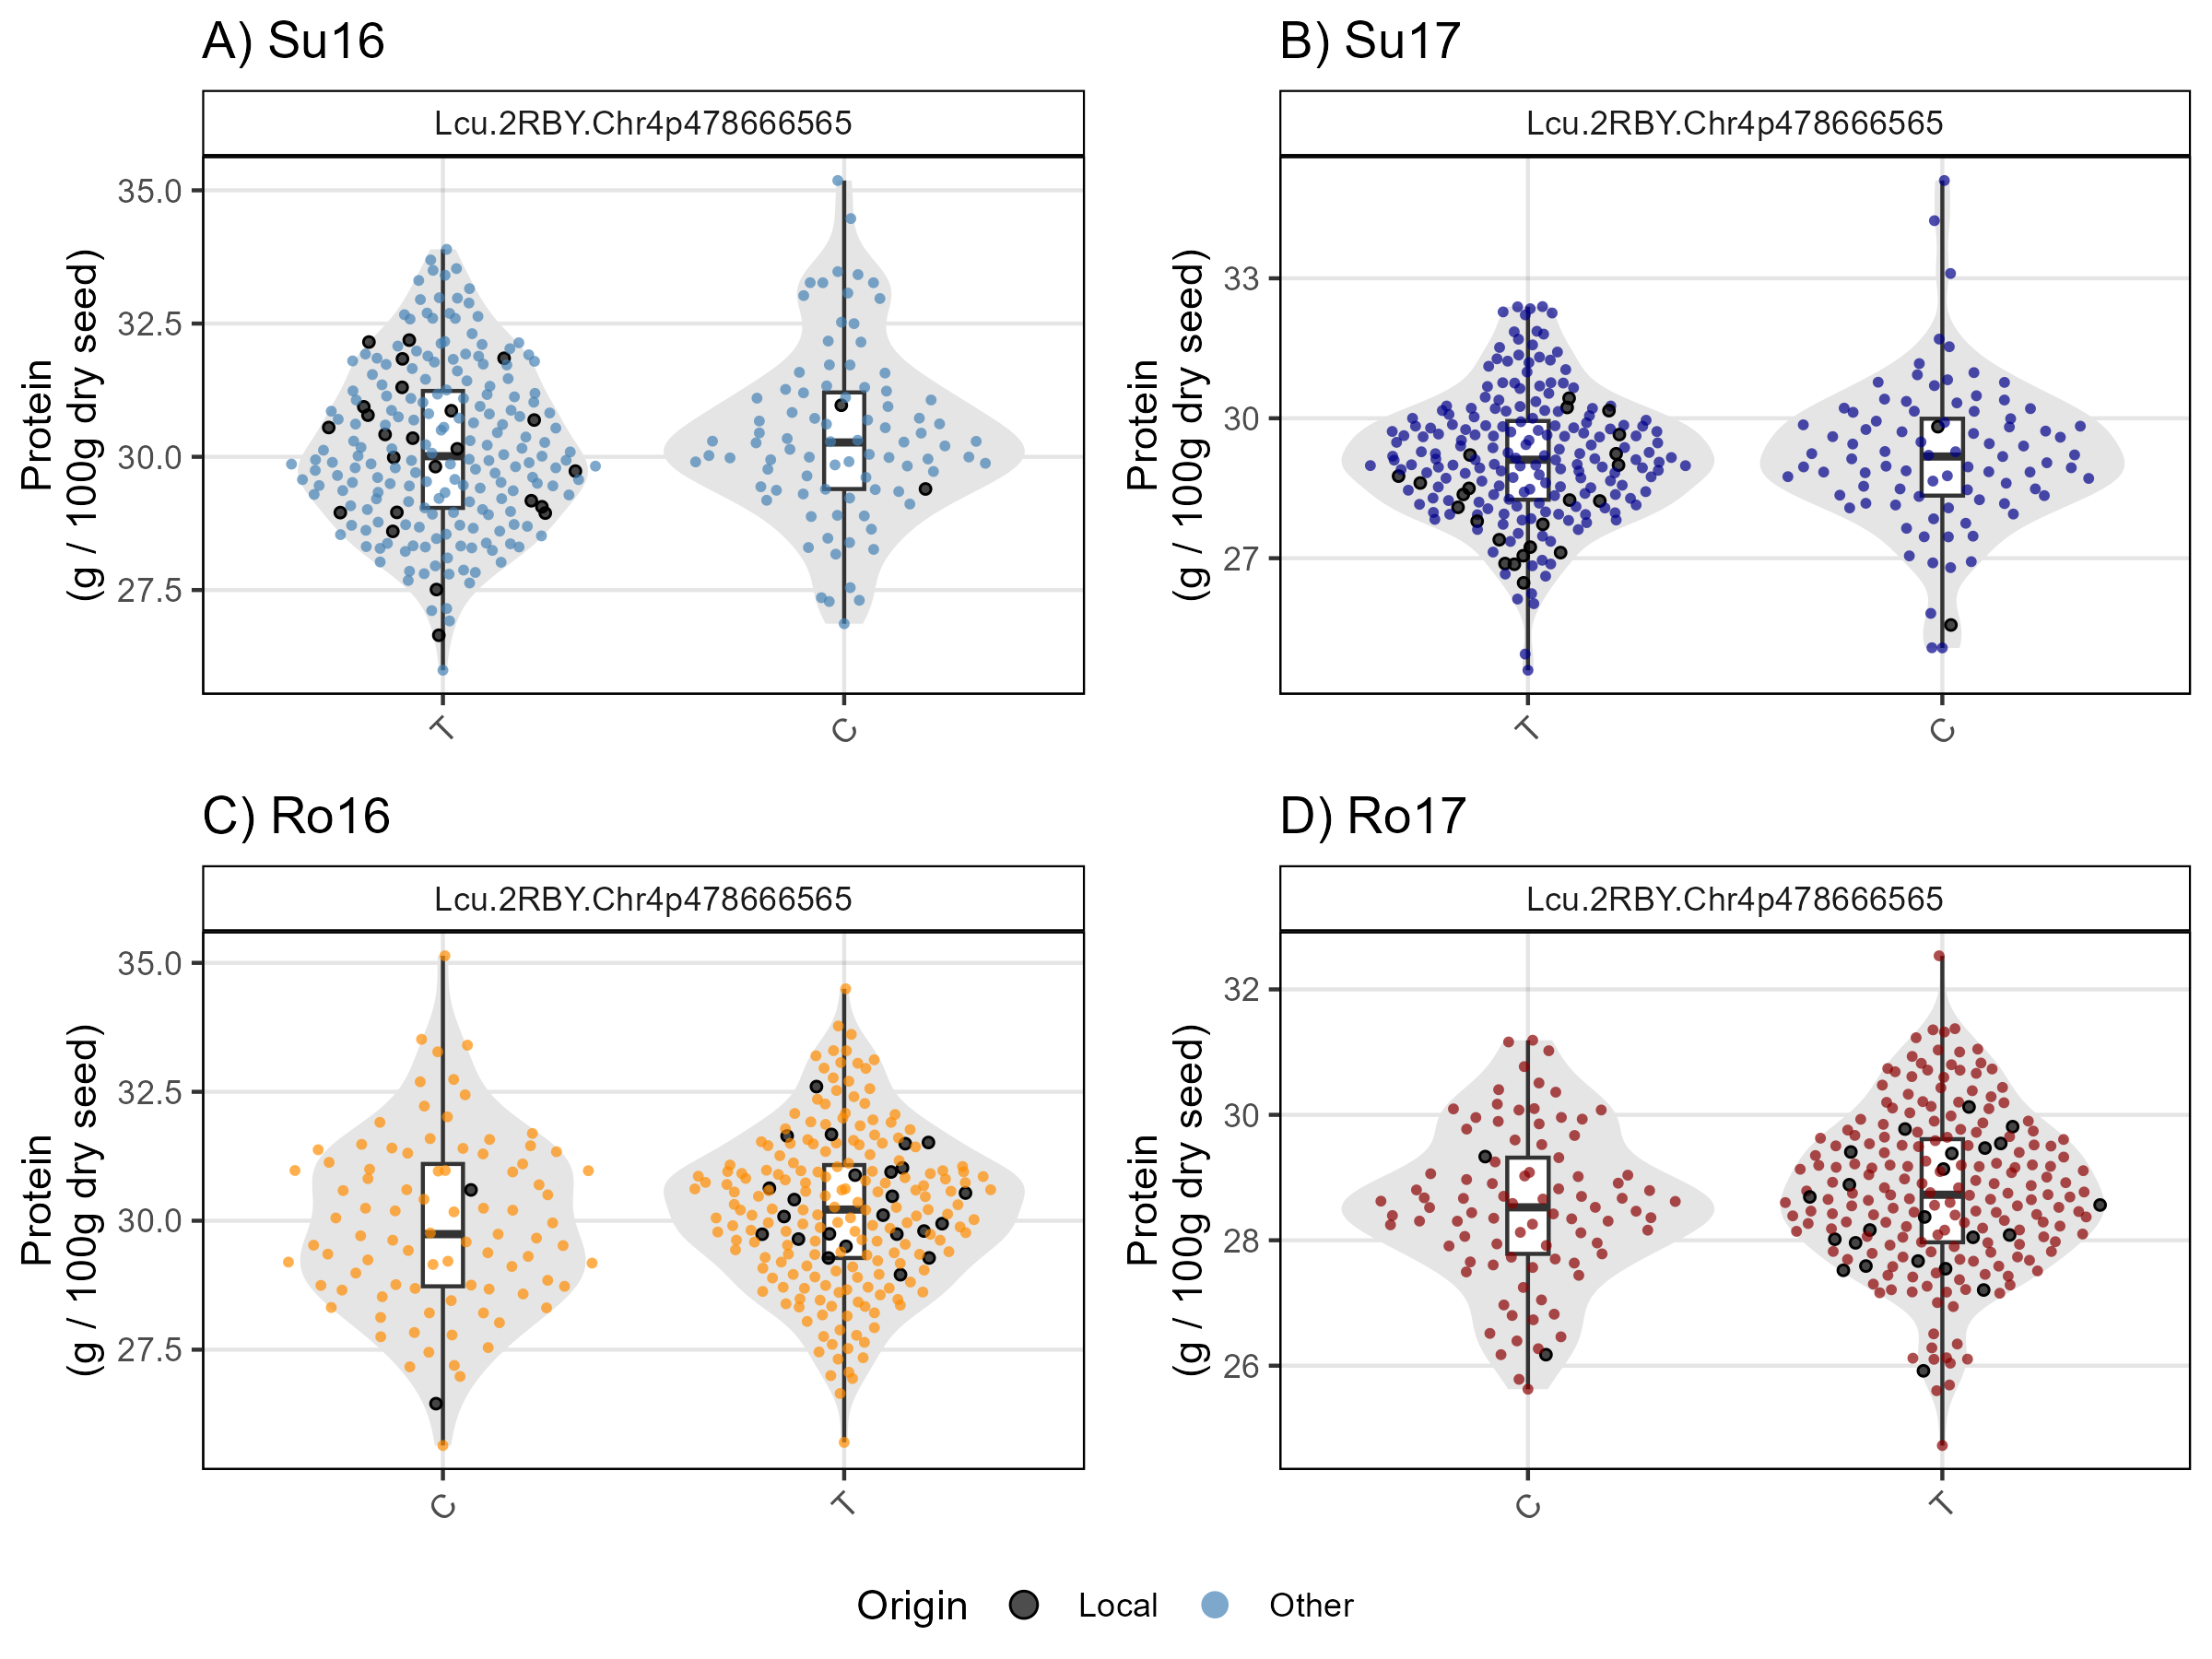 A) Su16
Lcu.2RBY.Chr4p478666565
Protein
(g / 100g dry seed)
35.0
32.5
30.0
27.5
T
C
B) Su17
Lcu.2RBY.Chr4p478666565
Protein
(g / 100g dry seed)
33
30
27
T
C
C) Ro16
Lcu.2RBY.Chr4p478666565
Protein
(g / 100g dry seed)
35.0
32.5
30.0
27.5
C
T
D) Ro17
Lcu.2RBY.Chr4p478666565
Protein
(g / 100g dry seed)
32
30
28
26
C
T
Origin Local Other